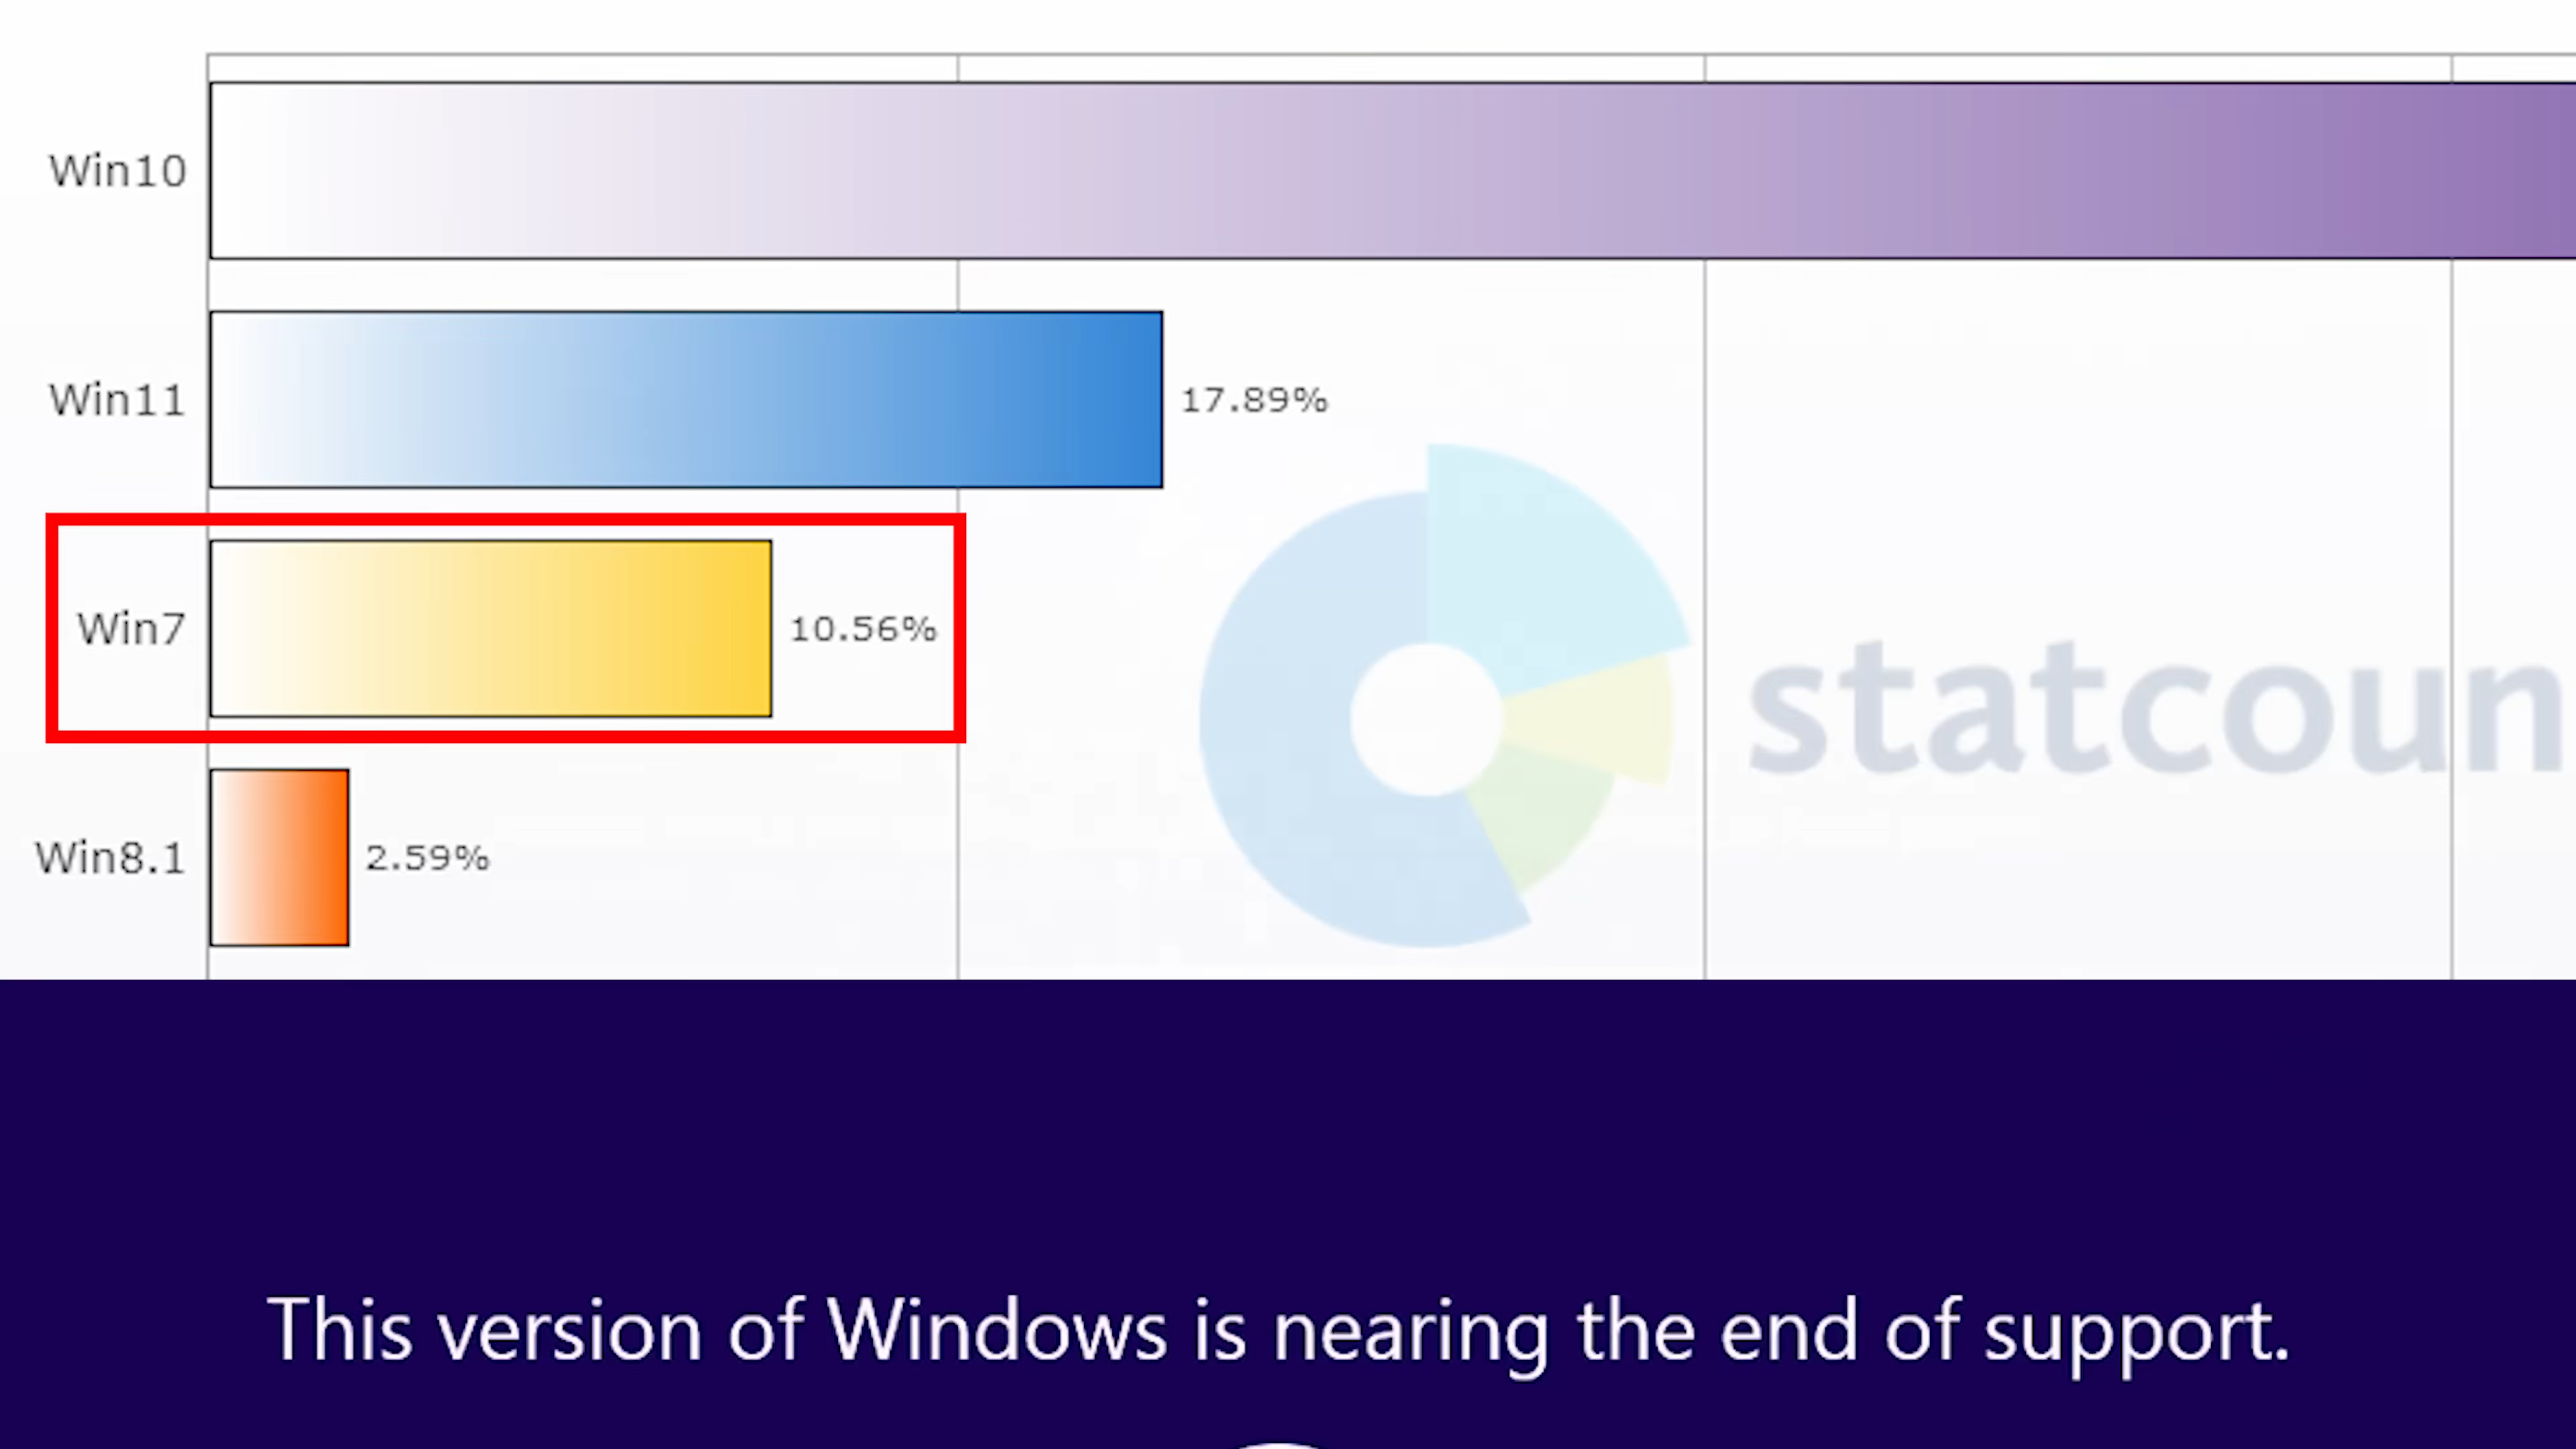 Win10
Win11 17.89%
Win7 10.56%
statcoun
Win8.1 2.59%
This version of Windows is nearing the end of support.